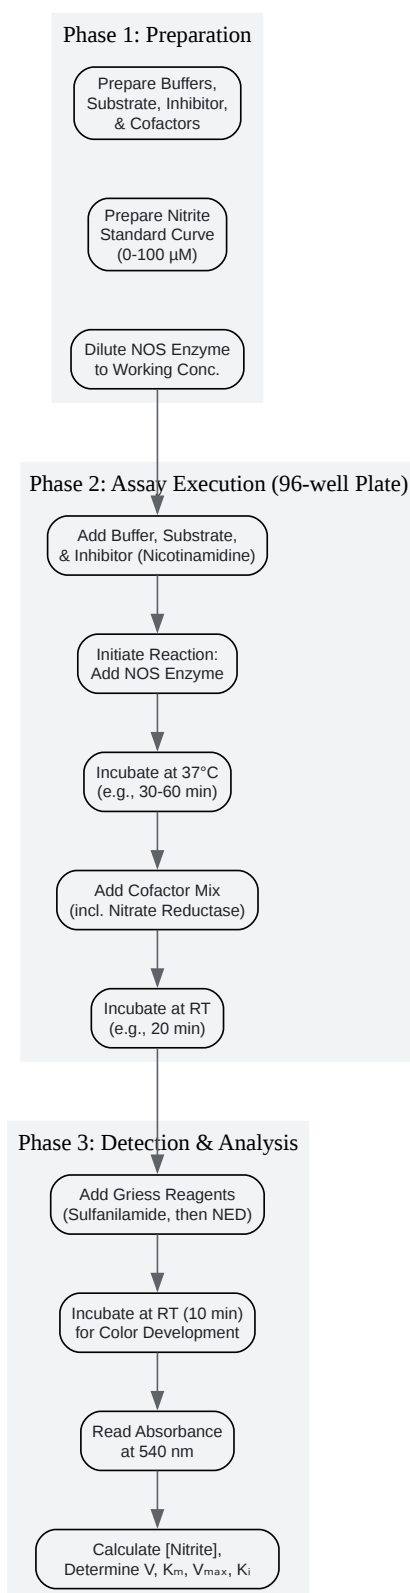 Phase 1: Preparation
Prepare Buffers,
Substrate, Inhibitor,
& Cofactors
Prepare Nitrite
Standard Curve
(0-100 µM)
Dilute NOS Enzyme
to Working Conc.
Phase 2: Assay Execution (96-well Plate)
Add Buffer, Substrate,
& Inhibitor (Nicotinamidine)
Initiate Reaction:
Add NOS Enzyme
Incubate at 37°C
(e.g., 30-60 min)
Add Cofactor Mix
(incl. Nitrate Reductase)
Incubate at RT
(e.g., 20 min)
Phase 3: Detection & Analysis
Add Griess Reagents
(Sulfanilamide, then NED)
Incubate at RT (10 min)
for Color Development
Read Absorbance
at 540 nm
Calculate [Nitrite],
Determine V, Kₘ, Vₘₐₓ, Kᵢ